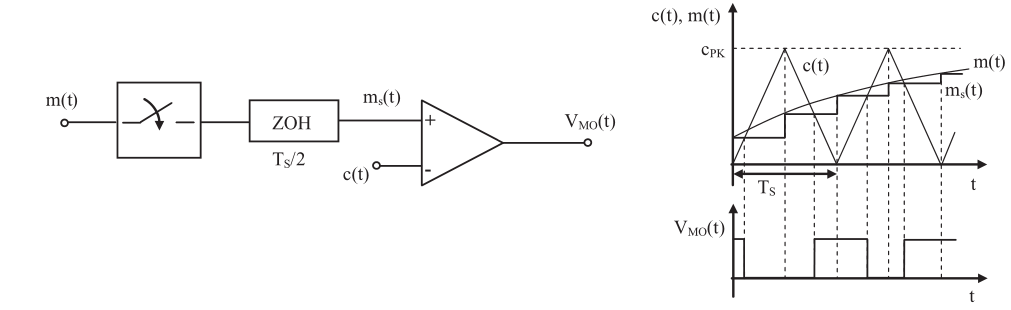 m(t)
ZOH
T_S/2
m_s(t)
c(t)
+
-
V_MO(t)
c(t), m(t)
c_PK
c(t)
m(t)
m_s(t)
T_S
t
V_MO(t)
t